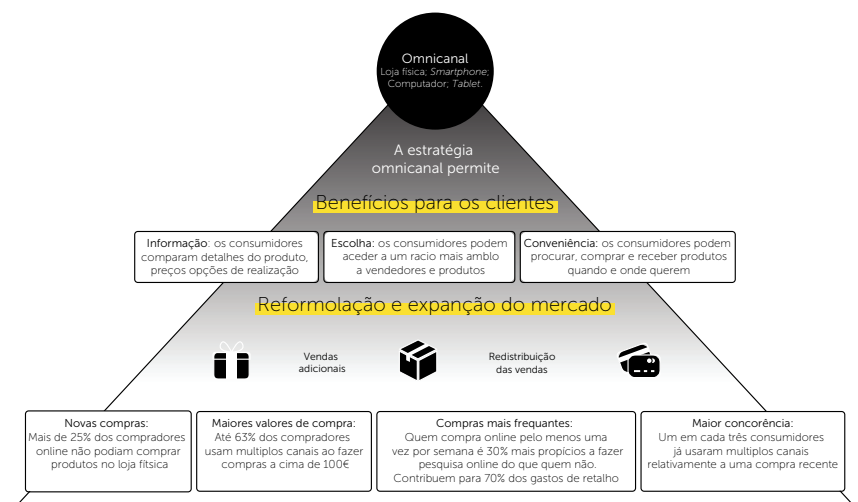 Omnicanal
Loja física; Smartphone;
Computador; Tablet.
A estratégia
omnicanal permite
Benefícios para os clientes
Informação: os consumidores
comparam detalhes do produto,
preços opções de realização
Escolha: os consumidores podem
aceder a um racio mais amblo
a vendedores e produtos
Conveniência: os consumidores podem
procurar, comprar e receber produtos
quando e onde querem
Reformolação e expanção do mercado
Vendas
adicionais
Redistribuição
das vendas
Novas compras:
Mais de 25% dos compradores
online não podiam comprar
produtos no loja fítsica
Maiores valores de compra:
Até 63% dos compradores
usam multiplos canais ao fazer
compras a cima de 100€
Compras mais frequentes:
Quem compra online pelo menos uma
vez por semana é 30% mais propícios a fazer
pesquisa online do que quem não.
Contribuem para 70% dos gastos de retalho
Maior concorência:
Um em cada três consumidores
já usaram multiplos canais
relativamente a uma compra recente